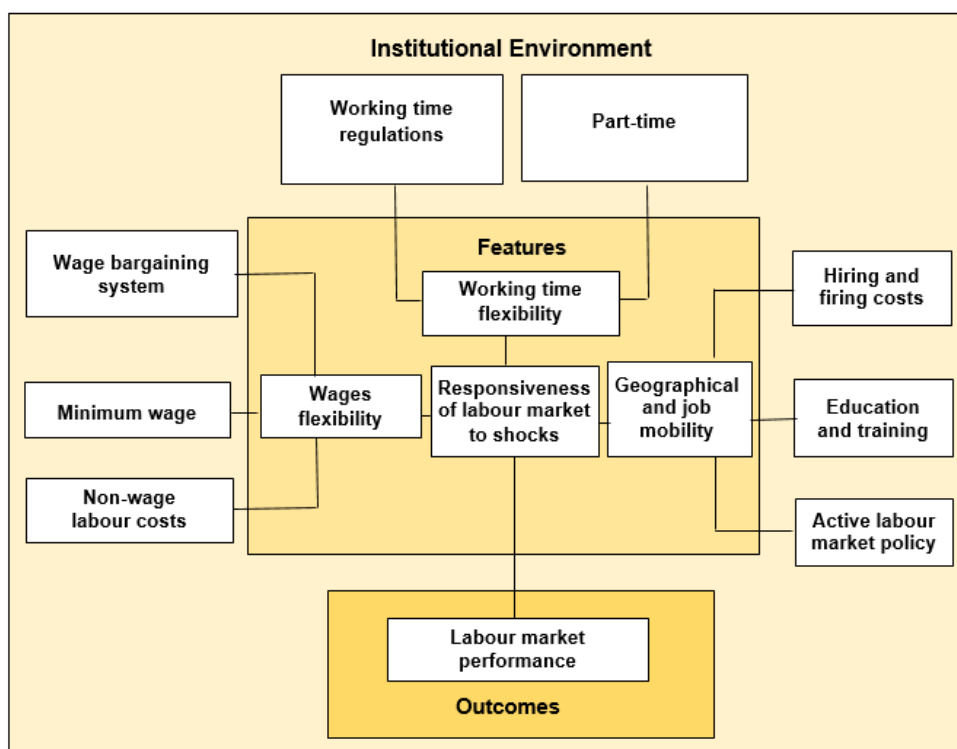 Institutional Environment
Working time
regulations
Part-time
Features
Wage bargaining
system
Working time
flexibility
Hiring and
firing costs
Minimum wage
Wages
flexibility
Responsiveness
of labour market
to shocks
Geographical
and job
mobility
Education
and training
Non-wage
labour costs
Active labour
market policy
Labour market
performance
Outcomes